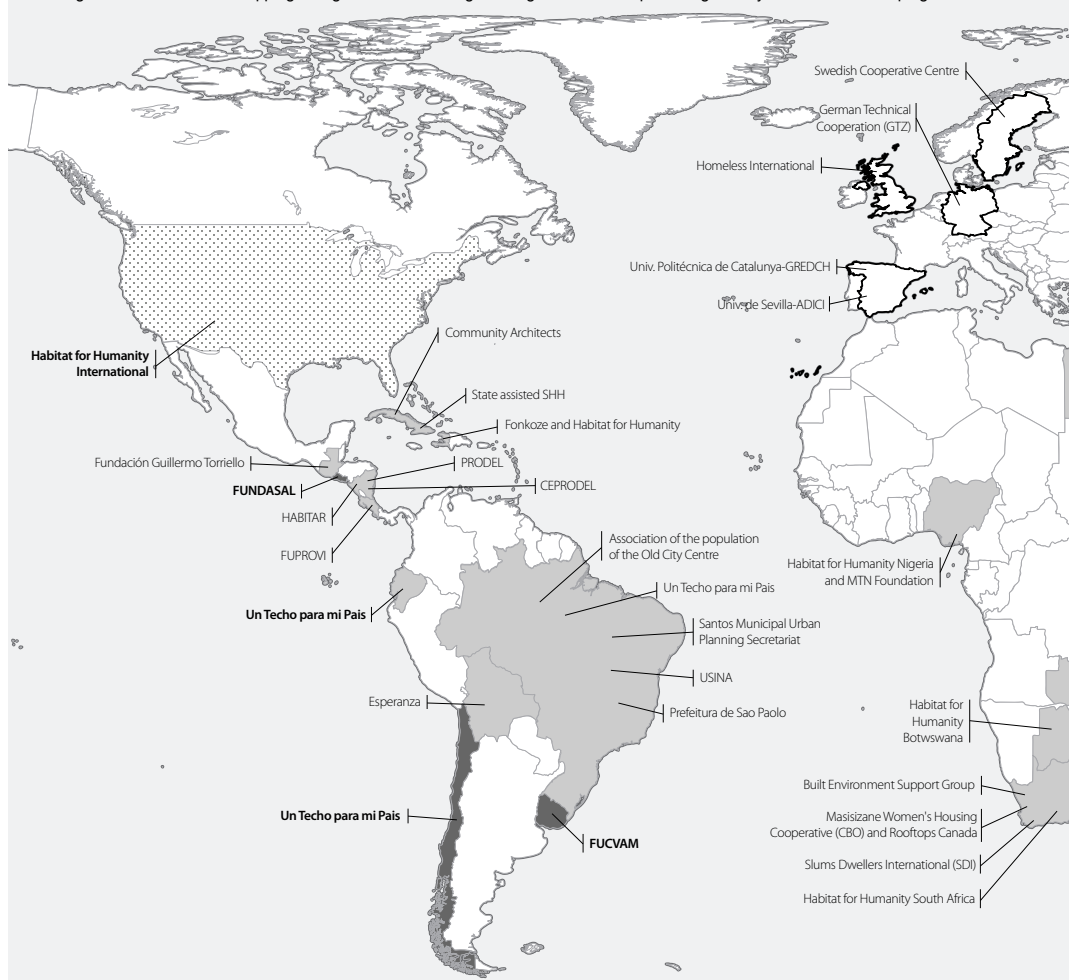 Swedish Cooperative Centre
German Technical
Cooperation (GTZ)
Homeless International
Univ. Politécnica de Catalunya-GREDCH
Univ. de Sevilla-ADICI
Community Architects
Habitat for Humanity
International
State assisted SHH
Fonkoze and Habitat for Humanity
Fundación Guillermo Torriello
PRODEL
FUNDASAL
CEPRODEL
HABITAR
FUPROVI
Association of the population
of the Old City Centre
Habitat for Humanity Nigeria
and MTN Foundation
Un Techo para mi Pais
Un Techo para mi Pais
Santos Municipal Urban
Planning Secretariat
USINA
Esperanza
Prefeitura de Sao Paolo
Habitat for
Humanity
Botwswana
Built Environment Support Group
Un Techo para mi Pais
Masisizane Women's Housing
Cooperative (CBO) and Rooftops Canada
FUCVAM
Slums Dwellers International (SDI)
Habitat for Humanity South Africa